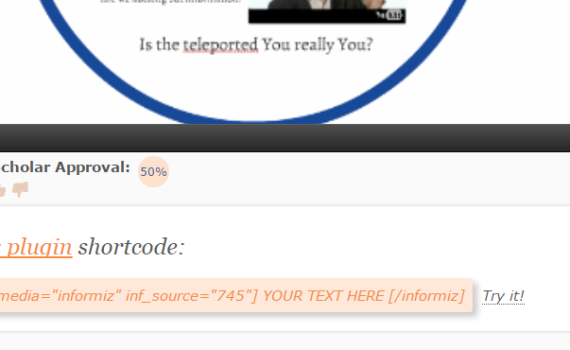 Is the teleported You really You?
cholar Approval: 50%
plugin shortcode:
media="informiz" inf_source="745"] YOUR TEXT HERE [/informiz] Try it!